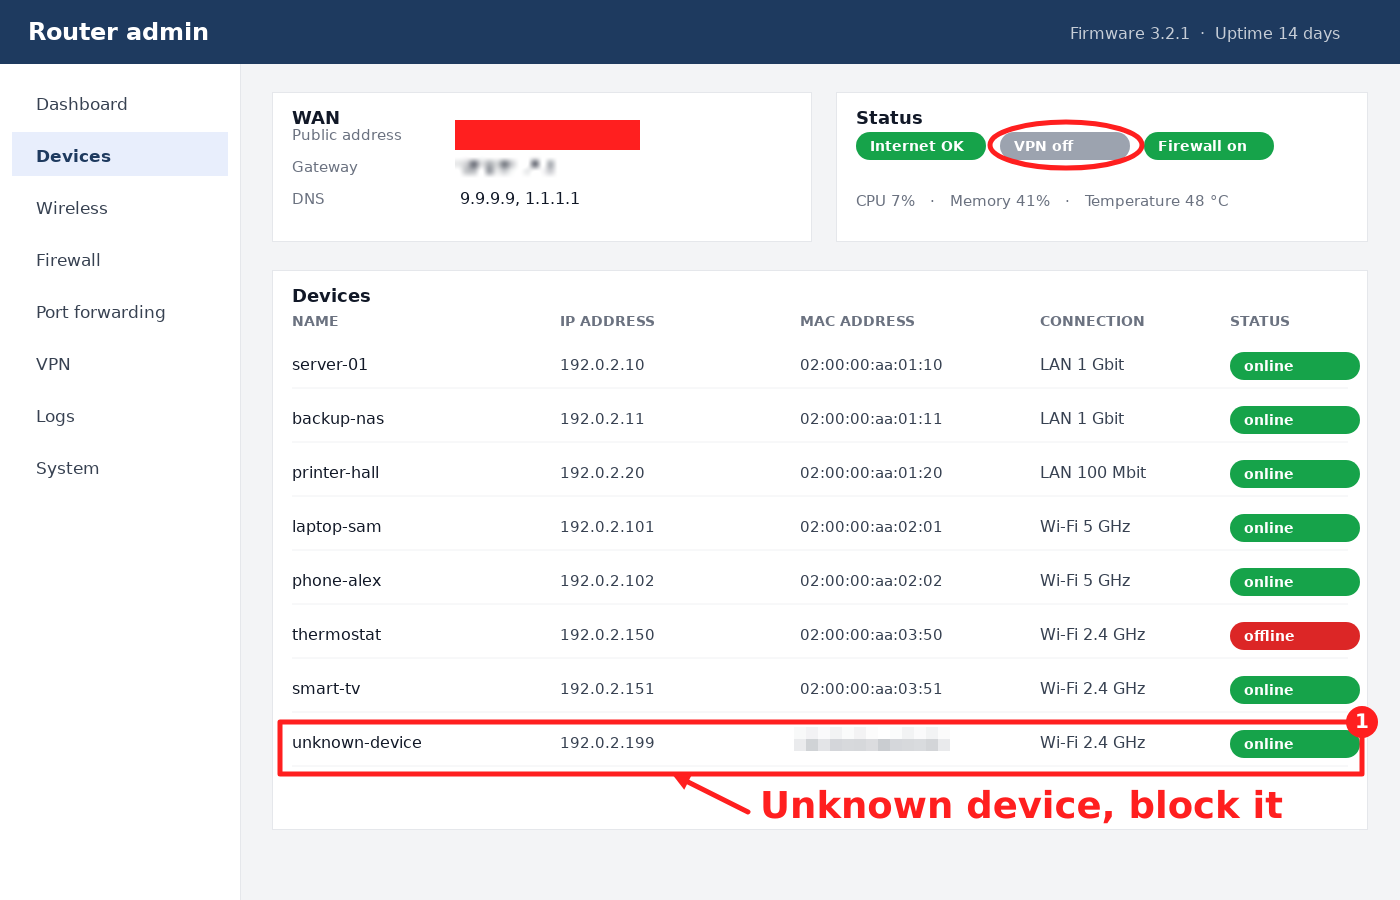 Router admin
Firmware 3.2.1 · Uptime 14 days
Dashboard
Devices
Wireless
Firewall
Port forwarding
VPN
Logs
System
WAN
Public address
Gateway
DNS 9.9.9.9, 1.1.1.1
Status
Internet OK VPN off Firewall on
CPU 7% · Memory 41% · Temperature 48 °C
Devices
NAME IP ADDRESS MAC ADDRESS CONNECTION STATUS
server-01 192.0.2.10 02:00:00:aa:01:10 LAN 1 Gbit online
backup-nas 192.0.2.11 02:00:00:aa:01:11 LAN 1 Gbit online
printer-hall 192.0.2.20 02:00:00:aa:01:20 LAN 100 Mbit online
laptop-sam 192.0.2.101 02:00:00:aa:02:01 Wi-Fi 5 GHz online
phone-alex 192.0.2.102 02:00:00:aa:02:02 Wi-Fi 5 GHz online
thermostat 192.0.2.150 02:00:00:aa:03:50 Wi-Fi 2.4 GHz offline
smart-tv 192.0.2.151 02:00:00:aa:03:51 Wi-Fi 2.4 GHz online
1
unknown-device 192.0.2.199 Wi-Fi 2.4 GHz online
Unknown device, block it